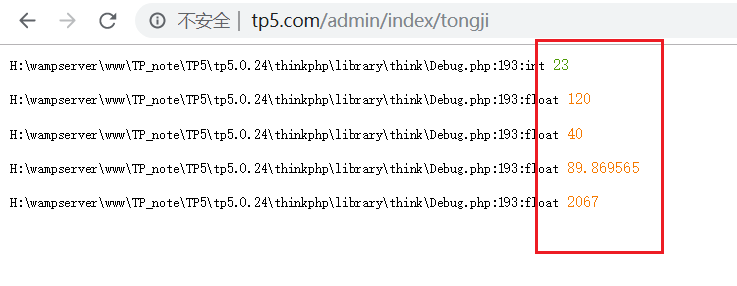 不安全 | tp5.com/admin/index/tongji
H:\wampserver\www\TP_note\TP5\tp5.0.24\thinkphp\library\think\Debug.php:193:int 23
H:\wampserver\www\TP_note\TP5\tp5.0.24\thinkphp\library\think\Debug.php:193:float 120
H:\wampserver\www\TP_note\TP5\tp5.0.24\thinkphp\library\think\Debug.php:193:float 40
H:\wampserver\www\TP_note\TP5\tp5.0.24\thinkphp\library\think\Debug.php:193:float 89.869565
H:\wampserver\www\TP_note\TP5\tp5.0.24\thinkphp\library\think\Debug.php:193:float 2067